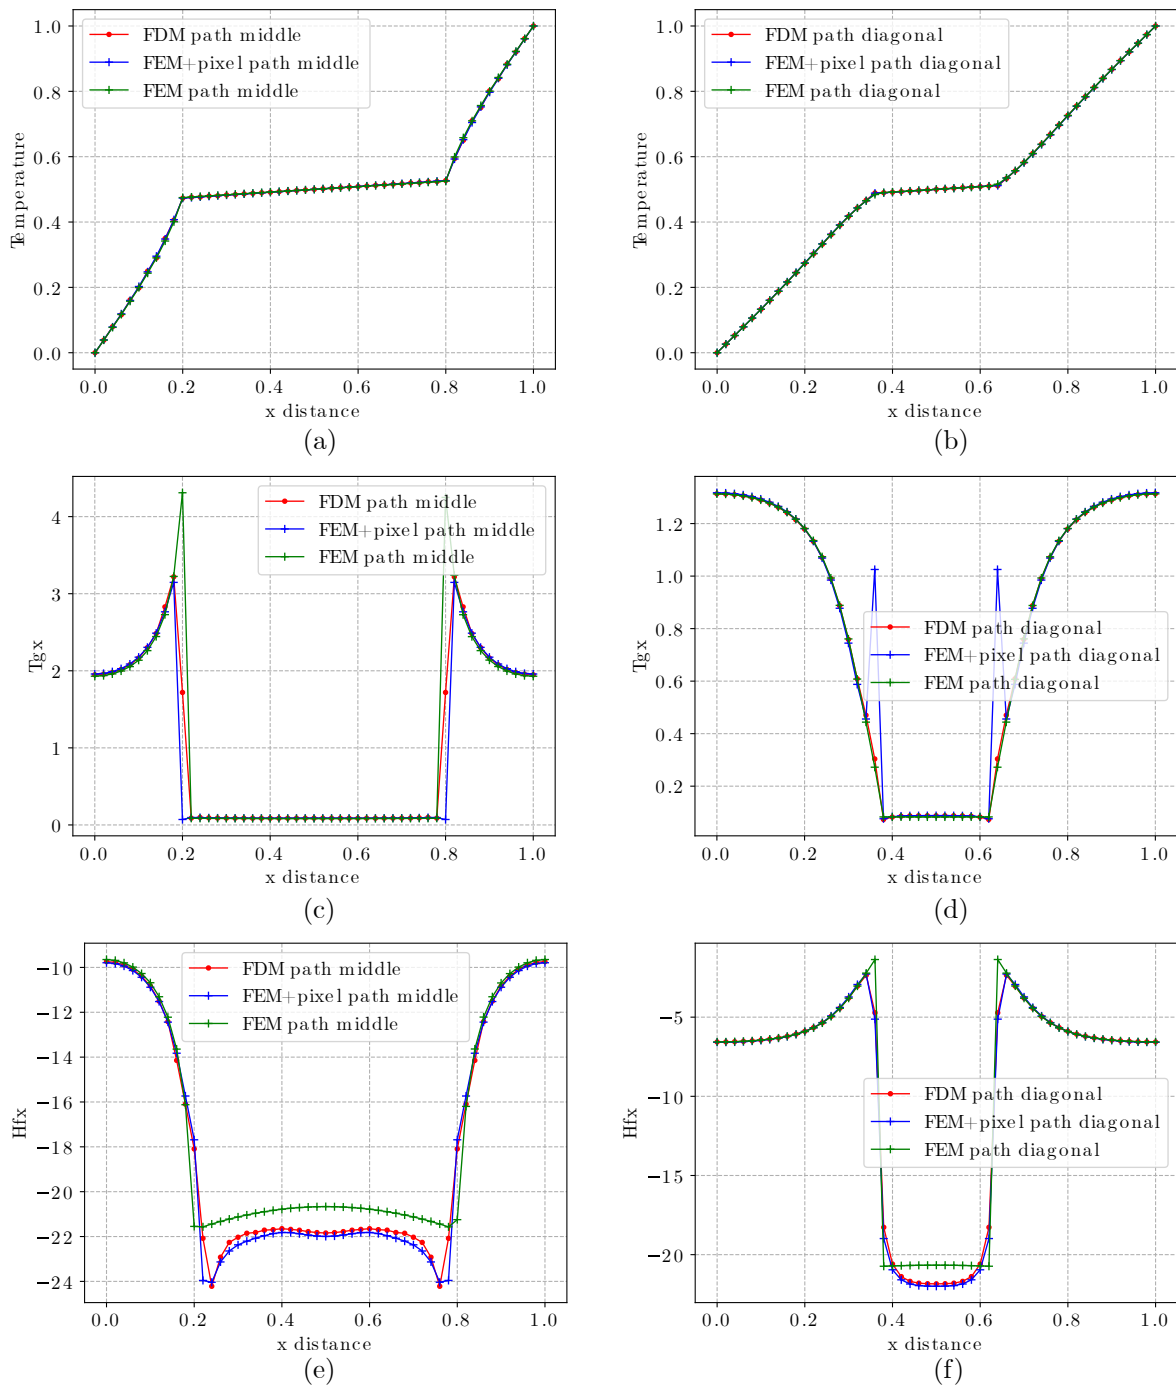 FDM path middle
FEM+pixel path middle
FEM path middle
1.0
0.8
0.6
0.4
0.2
0.0
Temperature
0.0 0.2 0.4 0.6 0.8 1.0
x distance
(a)
FDM path diagonal
FEM+pixel path diagonal
FEM path diagonal
1.0
0.8
0.6
0.4
0.2
0.0
Temperature
0.0 0.2 0.4 0.6 0.8 1.0
x distance
(b)
FDM path middle
FEM+pixel path middle
FEM path middle
4
3
2
1
0
Tgx
0.0 0.2 0.4 0.6 0.8 1.0
x distance
(c)
FDM path diagonal
FEM+pixel path diagonal
FEM path diagonal
1.2
1.0
0.8
0.6
0.4
0.2
Tgx
0.0 0.2 0.4 0.6 0.8 1.0
x distance
(d)
FDM path middle
FEM+pixel path middle
FEM path middle
−10
−12
−14
−16
−18
−20
−22
−24
Hfx
0.0 0.2 0.4 0.6 0.8 1.0
x distance
(e)
FDM path diagonal
FEM+pixel path diagonal
FEM path diagonal
−5
−10
−15
−20
Hfx
0.0 0.2 0.4 0.6 0.8 1.0
x distance
(f)